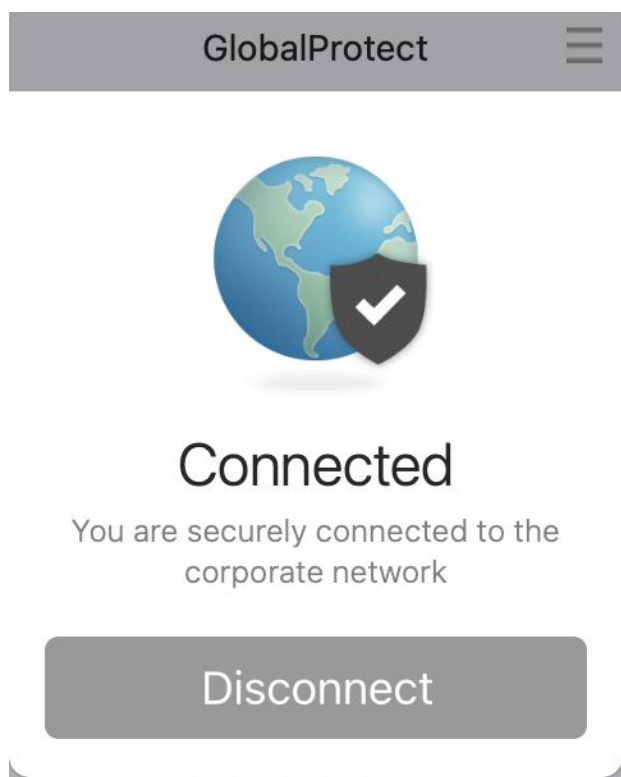 GlobalProtect
Connected
You are securely connected to the
corporate network
Disconnect